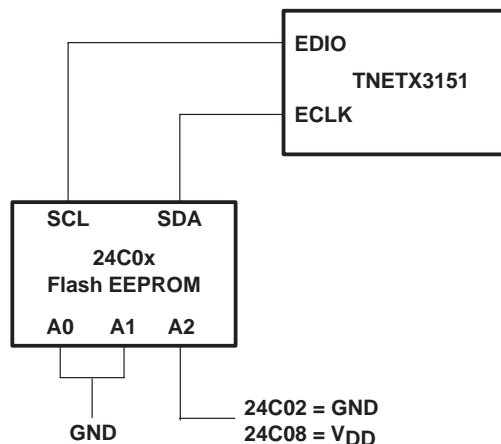 EDIO
TNETX3151
ECLK
SCL SDA
24C0x
Flash EEPROM
A0 A1 A2
24C02 = GND
GND
24C08 = VDD